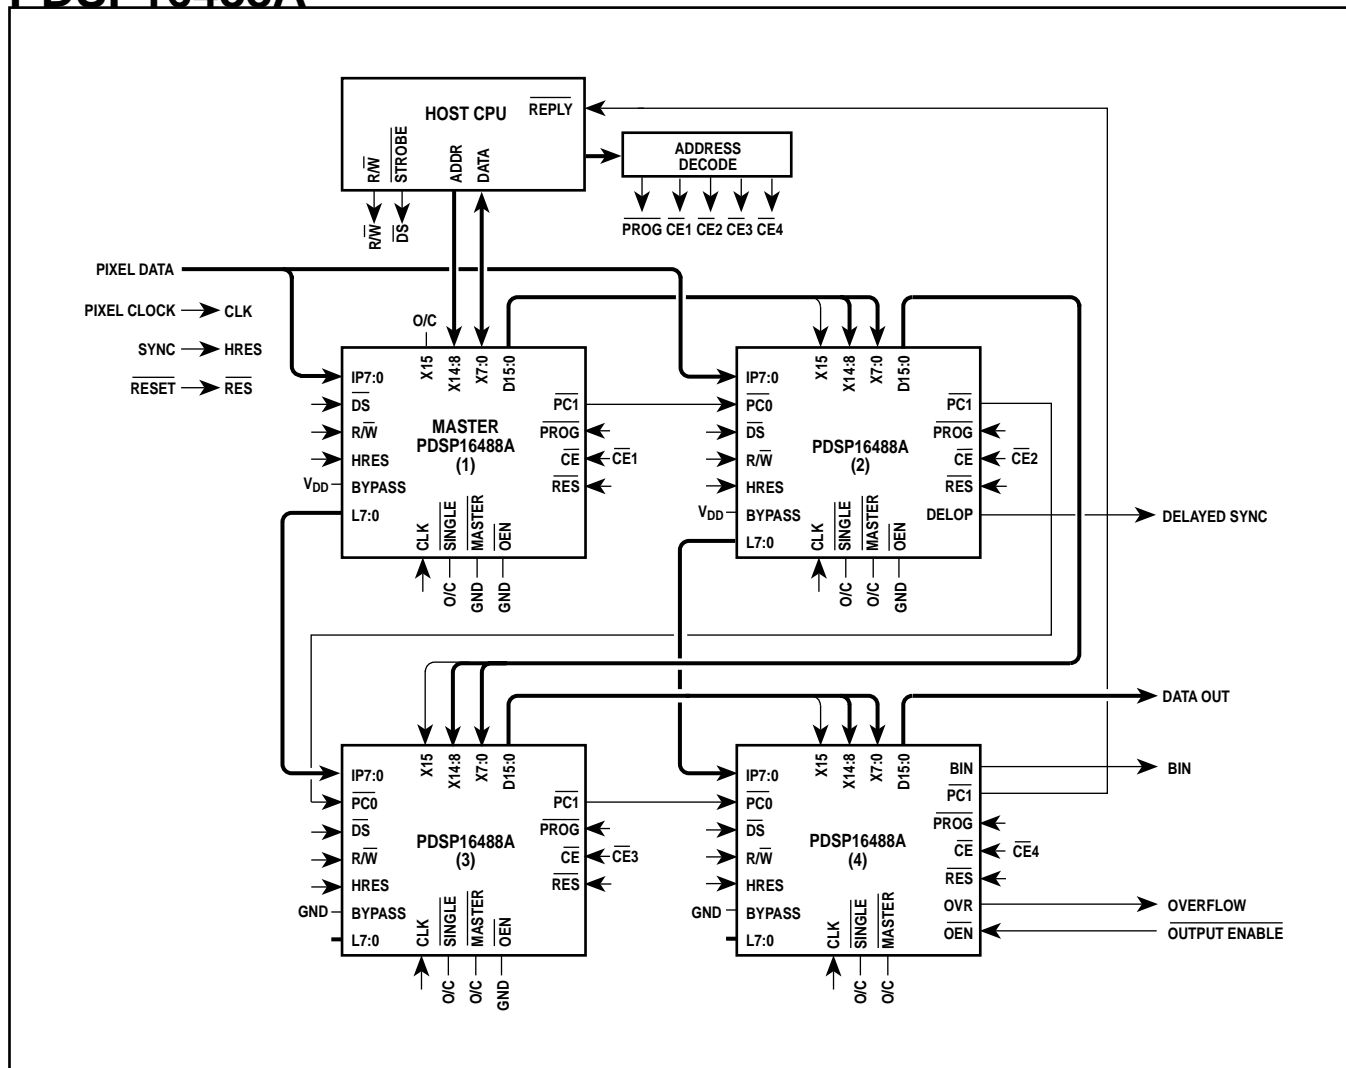 PDSP16488A
HOST CPU
REPLY
R/W
STROBE
ADDR
DATA
ADDRESS
DECODE
R/W
DS
PROG CE1 CE2 CE3 CE4
PIXEL DATA
PIXEL CLOCK CLK
SYNC HRES
RESET RES
O/C
X15
X14:8
X7:0
D15:0
IP7:0
DS
R/W
HRES
VDD BYPASS
L7:0
MASTER
PDSP16488A
(1)
PC1
PROG
CE CE1
RES
CLK
SINGLE
MASTER
OEN
O/C
GND
GND
X15
X14:8
X7:0
D15:0
IP7:0
PC0
DS
R/W
HRES
VDD BYPASS
L7:0
PDSP16488A
(2)
PC1
PROG
CE CE2
RES
DELOP DELAYED SYNC
CLK
SINGLE
MASTER
OEN
O/C
O/C
GND
X15
X14:8
X7:0
D15:0
IP7:0
PC0
DS
R/W
HRES
GND BYPASS
L7:0
PDSP16488A
(3)
PC1
PROG
CE CE3
RES
CLK
SINGLE
MASTER
OEN
O/C
O/C
GND
X15
X14:8
X7:0
D15:0
DATA OUT
IP7:0
PC0
DS
R/W
HRES
GND BYPASS
L7:0
PDSP16488A
(4)
BIN BIN
PC1
PROG
CE CE4
RES
OVR OVERFLOW
OEN OUTPUT ENABLE
CLK
SINGLE
MASTER
O/C
O/C